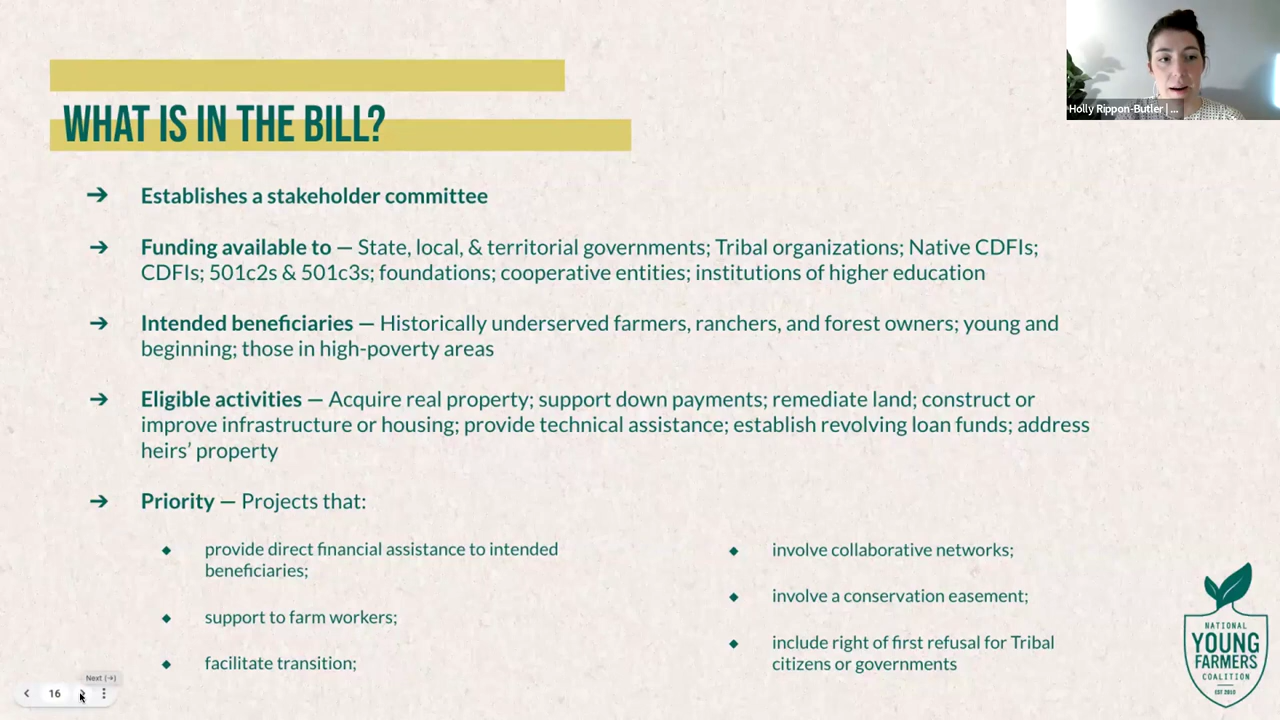 Holly Rippon-Butler | ...
WHAT IS IN THE BILL?
➔ Establishes a stakeholder committee
➔ Funding available to — State, local, & territorial governments; Tribal organizations; Native CDFIs;
CDFIs; 501c2s & 501c3s; foundations; cooperative entities; institutions of higher education
➔ Intended beneficiaries — Historically underserved farmers, ranchers, and forest owners; young and
beginning; those in high-poverty areas
➔ Eligible activities — Acquire real property; support down payments; remediate land; construct or
improve infrastructure or housing; provide technical assistance; establish revolving loan funds; address
heirs’ property
➔ Priority — Projects that:
◆ provide direct financial assistance to intended
beneficiaries;
◆ support to farm workers;
◆ facilitate transition;
◆ involve collaborative networks;
◆ involve a conservation easement;
◆ include right of first refusal for Tribal
citizens or governments
NATIONAL
YOUNG
FARMERS
COALITION
EST 2010
Next (→)
16